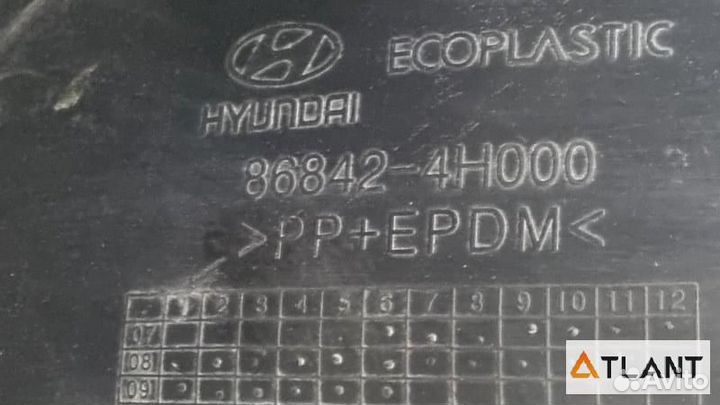 ECOPLASTIC
HYUNDAI
86842-4H000
>PP+EPDM<
1 2 3 4 5 6 7 8 9 10 11 12
07
08
09
ATLANT
Avito